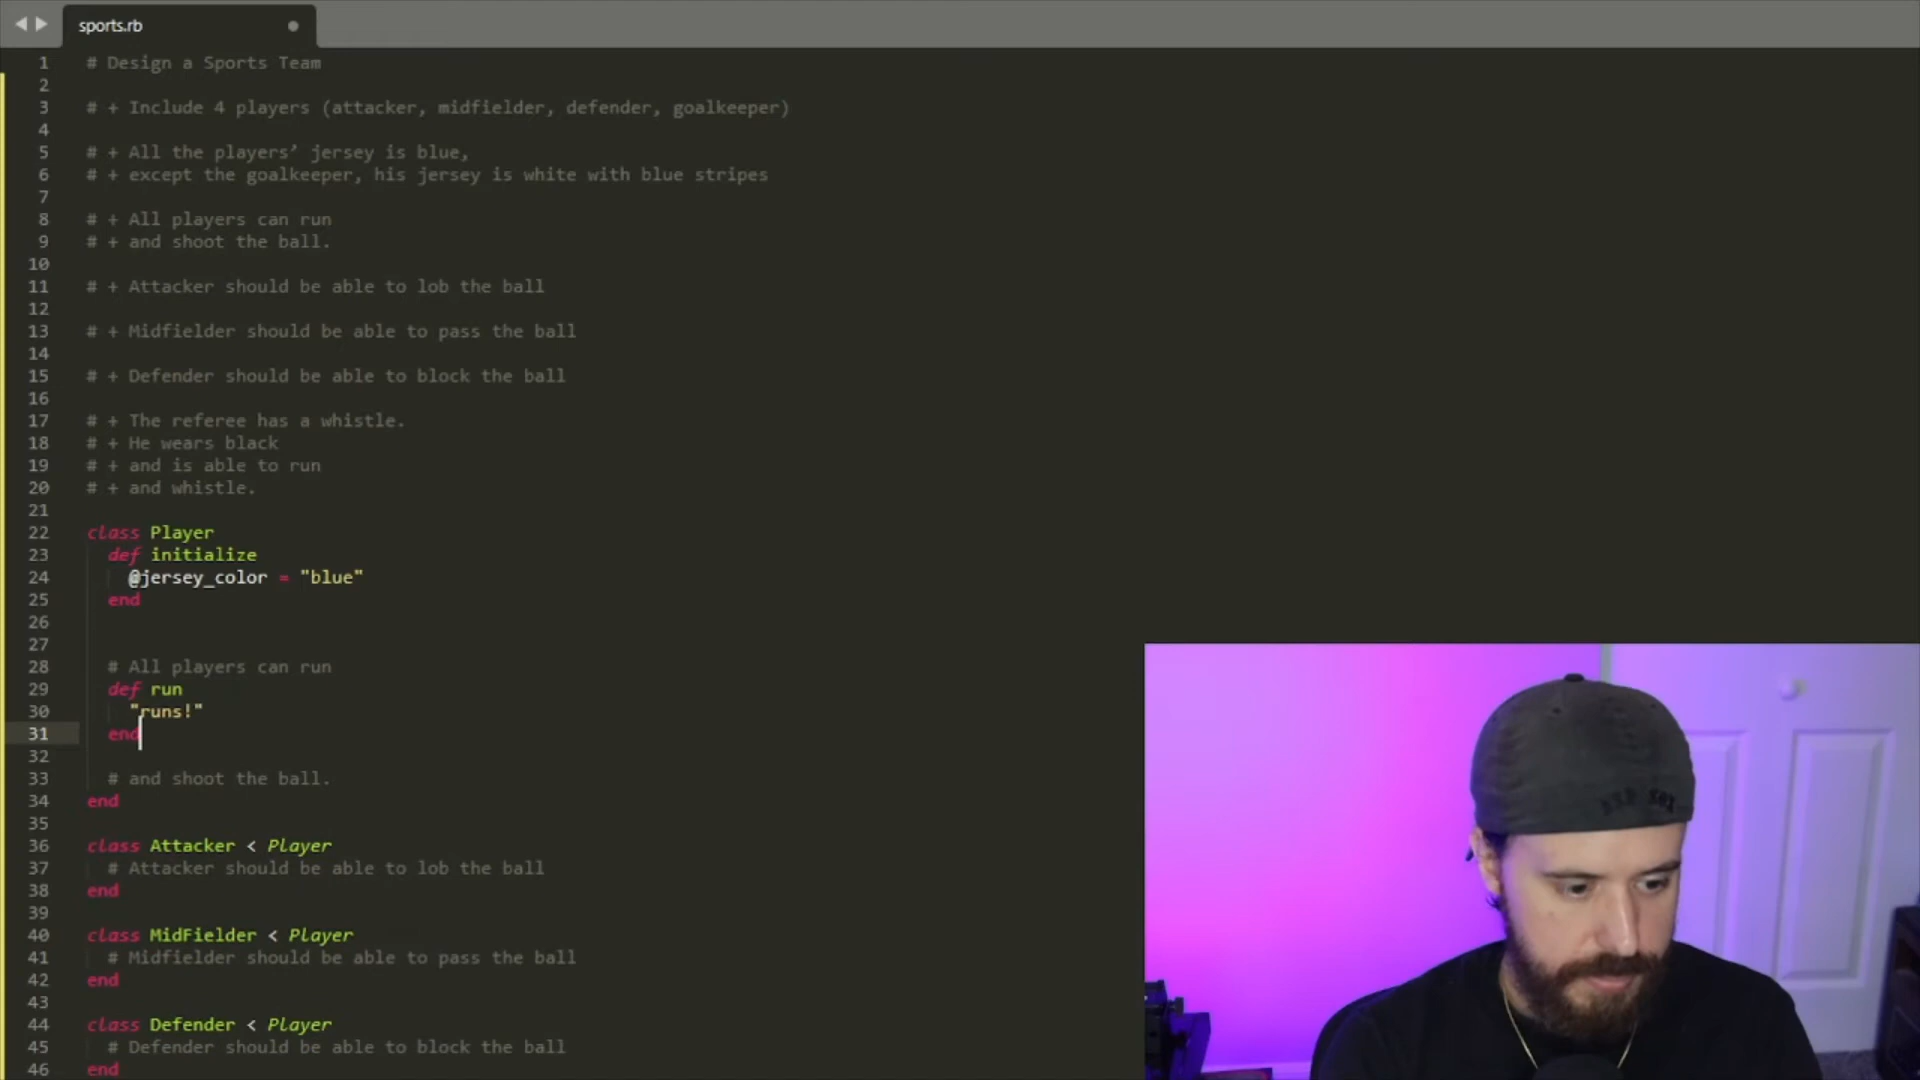 sports.rb
1 # Design a Sports Team
2
3 # + Include 4 players (attacker, midfielder, defender, goalkeeper)
4
5 # + All the players’ jersey is blue,
6 # + except the goalkeeper, his jersey is white with blue stripes
7
8 # + All players can run
9 # + and shoot the ball.
10
11 # + Attacker should be able to lob the ball
12
13 # + Midfielder should be able to pass the ball
14
15 # + Defender should be able to block the ball
16
17 # + The referee has a whistle.
18 # + He wears black
19 # + and is able to run
20 # + and whistle.
21
22 class Player
23 def initialize
24 @jersey_color = "blue"
25 end
26
27
28 # All players can run
29 def run
30 "runs!"
31 end
32
33 # and shoot the ball.
34 end
35
36 class Attacker < Player
37 # Attacker should be able to lob the ball
38 end
39
40 class MidFielder < Player
41 # Midfielder should be able to pass the ball
42 end
43
44 class Defender < Player
45 # Defender should be able to block the ball
46 end